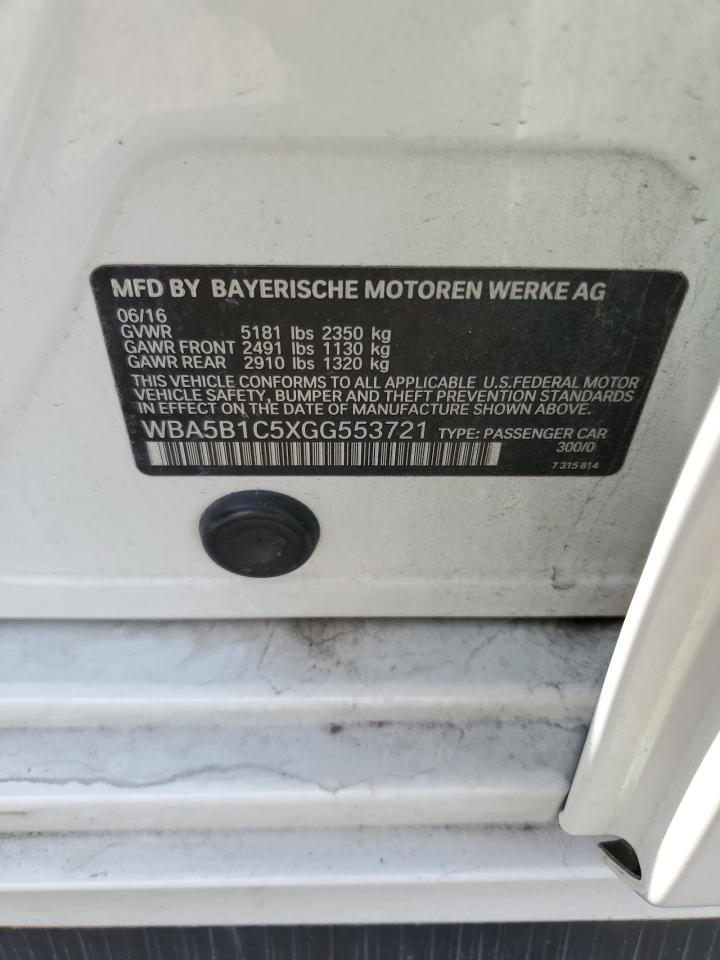 MFD BY BAYERISCHE MOTOREN WERKE AG
06/16
GVWR 5181 lbs 2350 kg
GAWR FRONT 2491 lbs 1130 kg
GAWR REAR 2910 lbs 1320 kg
THIS VEHICLE CONFORMS TO ALL APPLICABLE U.S.FEDERAL MOTOR
VEHICLE SAFETY, BUMPER AND THEFT PREVENTION STANDARDS
IN EFFECT ON THE DATE OF MANUFACTURE SHOWN ABOVE.
WBA5B1C5XGG553721 TYPE: PASSENGER CAR
300/0
7 315 814